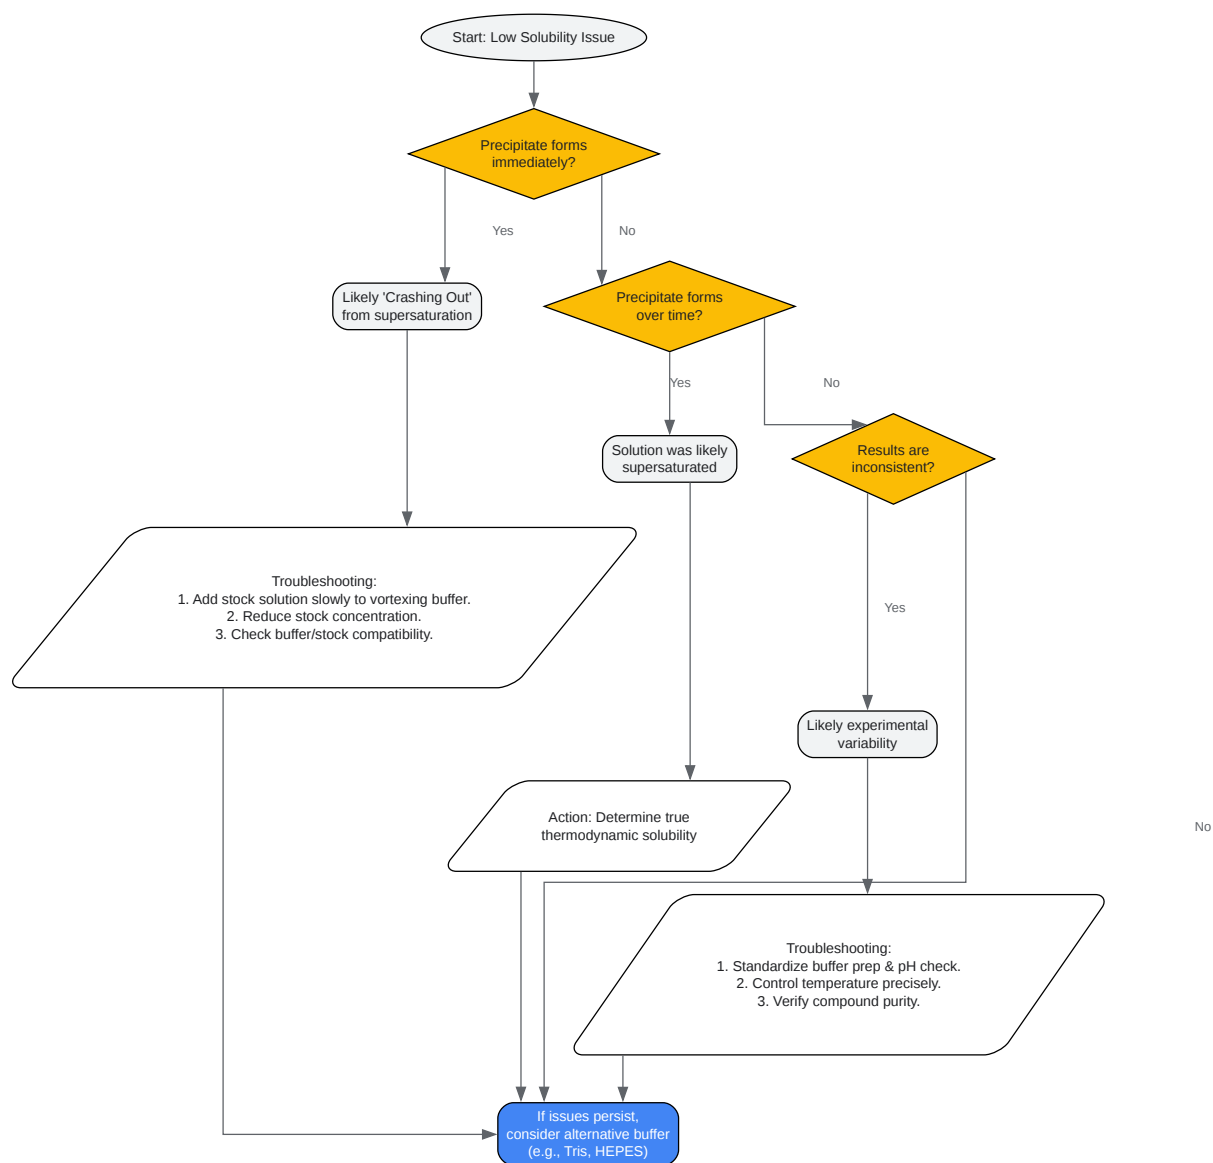 Start: Low Solubility Issue
Precipitate forms
immediately?
Yes
No
Likely 'Crashing Out'
from supersaturation
Precipitate forms
over time?
Yes
No
Solution was likely
supersaturated
Results are
inconsistent?
Troubleshooting:
1. Add stock solution slowly to vortexing buffer.
2. Reduce stock concentration.
3. Check buffer/stock compatibility.
Yes
Likely experimental
variability
Action: Determine true
thermodynamic solubility
No
Troubleshooting:
1. Standardize buffer prep & pH check.
2. Control temperature precisely.
3. Verify compound purity.
If issues persist,
consider alternative buffer
(e.g., Tris, HEPES)